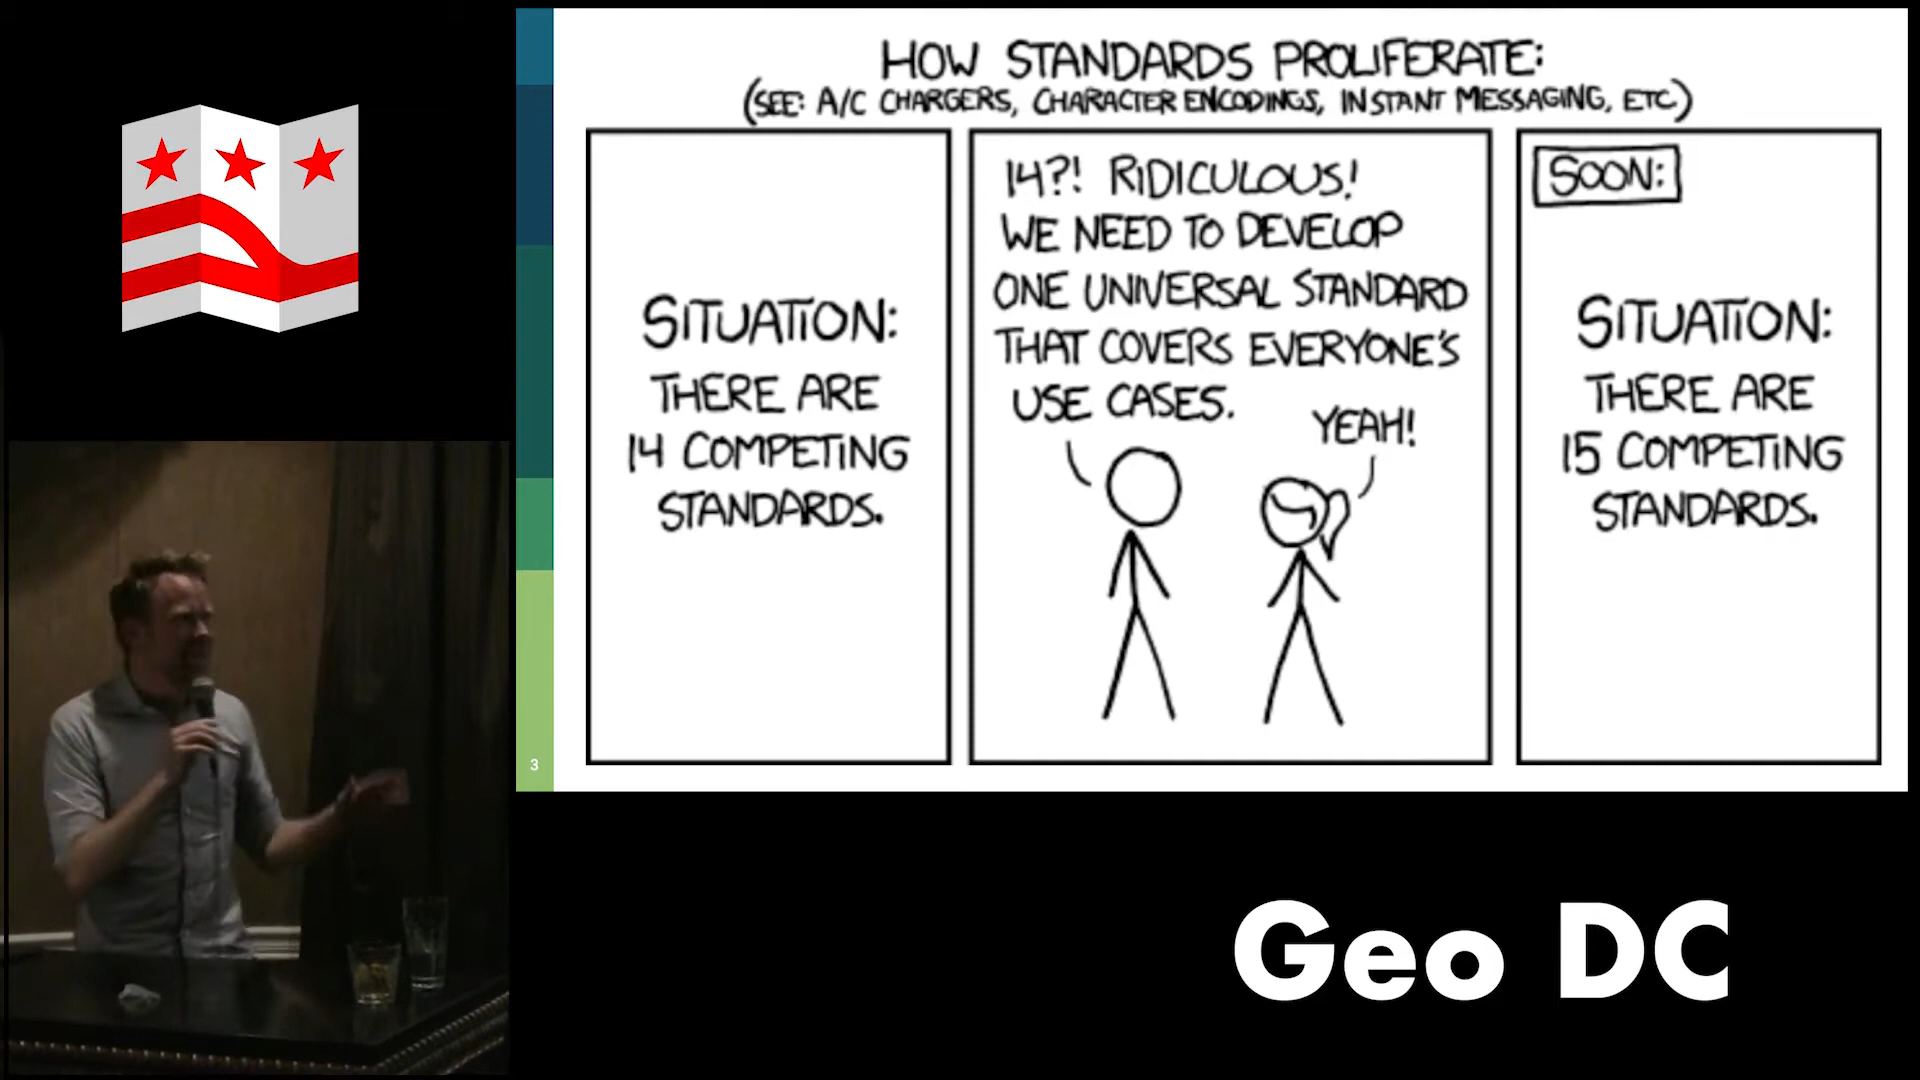 HOW STANDARDS PROLIFERATE:
(SEE: A/C CHARGERS, CHARACTER ENCODINGS, INSTANT MESSAGING, ETC.)
SITUATION:
THERE ARE
14 COMPETING
STANDARDS.
14?! RIDICULOUS!
WE NEED TO DEVELOP
ONE UNIVERSAL STANDARD
THAT COVERS EVERYONE'S
USE CASES.
YEAH!
SOON:
SITUATION:
THERE ARE
15 COMPETING
STANDARDS.
3
Geo DC